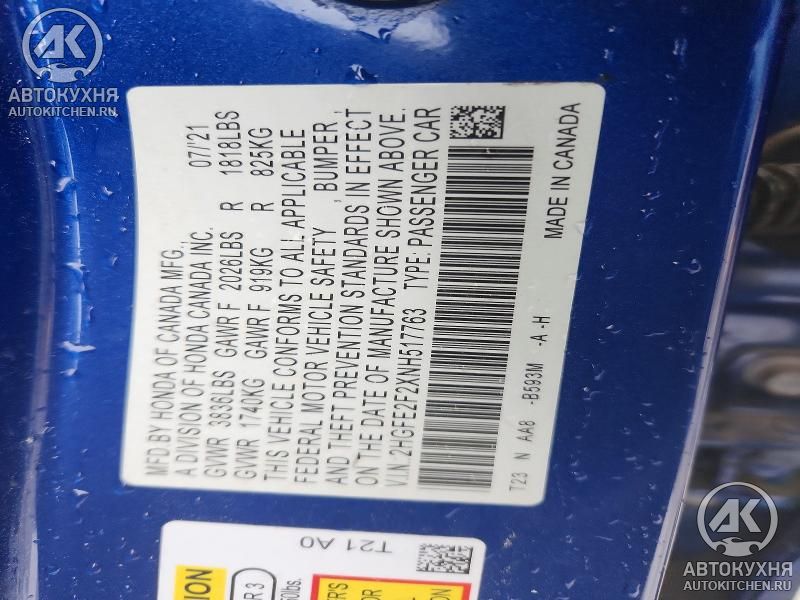 AK
АВТОКУХНЯ
AUTOKITCHEN.RU
MFD BY HONDA OF CANADA MFG., 07/'21
A DIVISION OF HONDA CANADA INC.
GVWR 3836LBS GAWR F 2026LBS R 1818LBS
GVWR 1740KG GAWR F 919KG R 825KG
THIS VEHICLE CONFORMS TO ALL APPLICABLE
FEDERAL MOTOR VEHICLE SAFETY, BUMPER,
AND THEFT PREVENTION STANDARDS IN EFFECT
ON THE DATE OF MANUFACTURE SHOWN ABOVE.
V.I.N. 2HGFE2F2XNH517763 TYPE: PASSENGER CAR
T23 N AA8 -B593M -A -H
MADE IN CANADA
T21 A0
AK
АВТОКУХНЯ
AUTOKITCHEN.RU